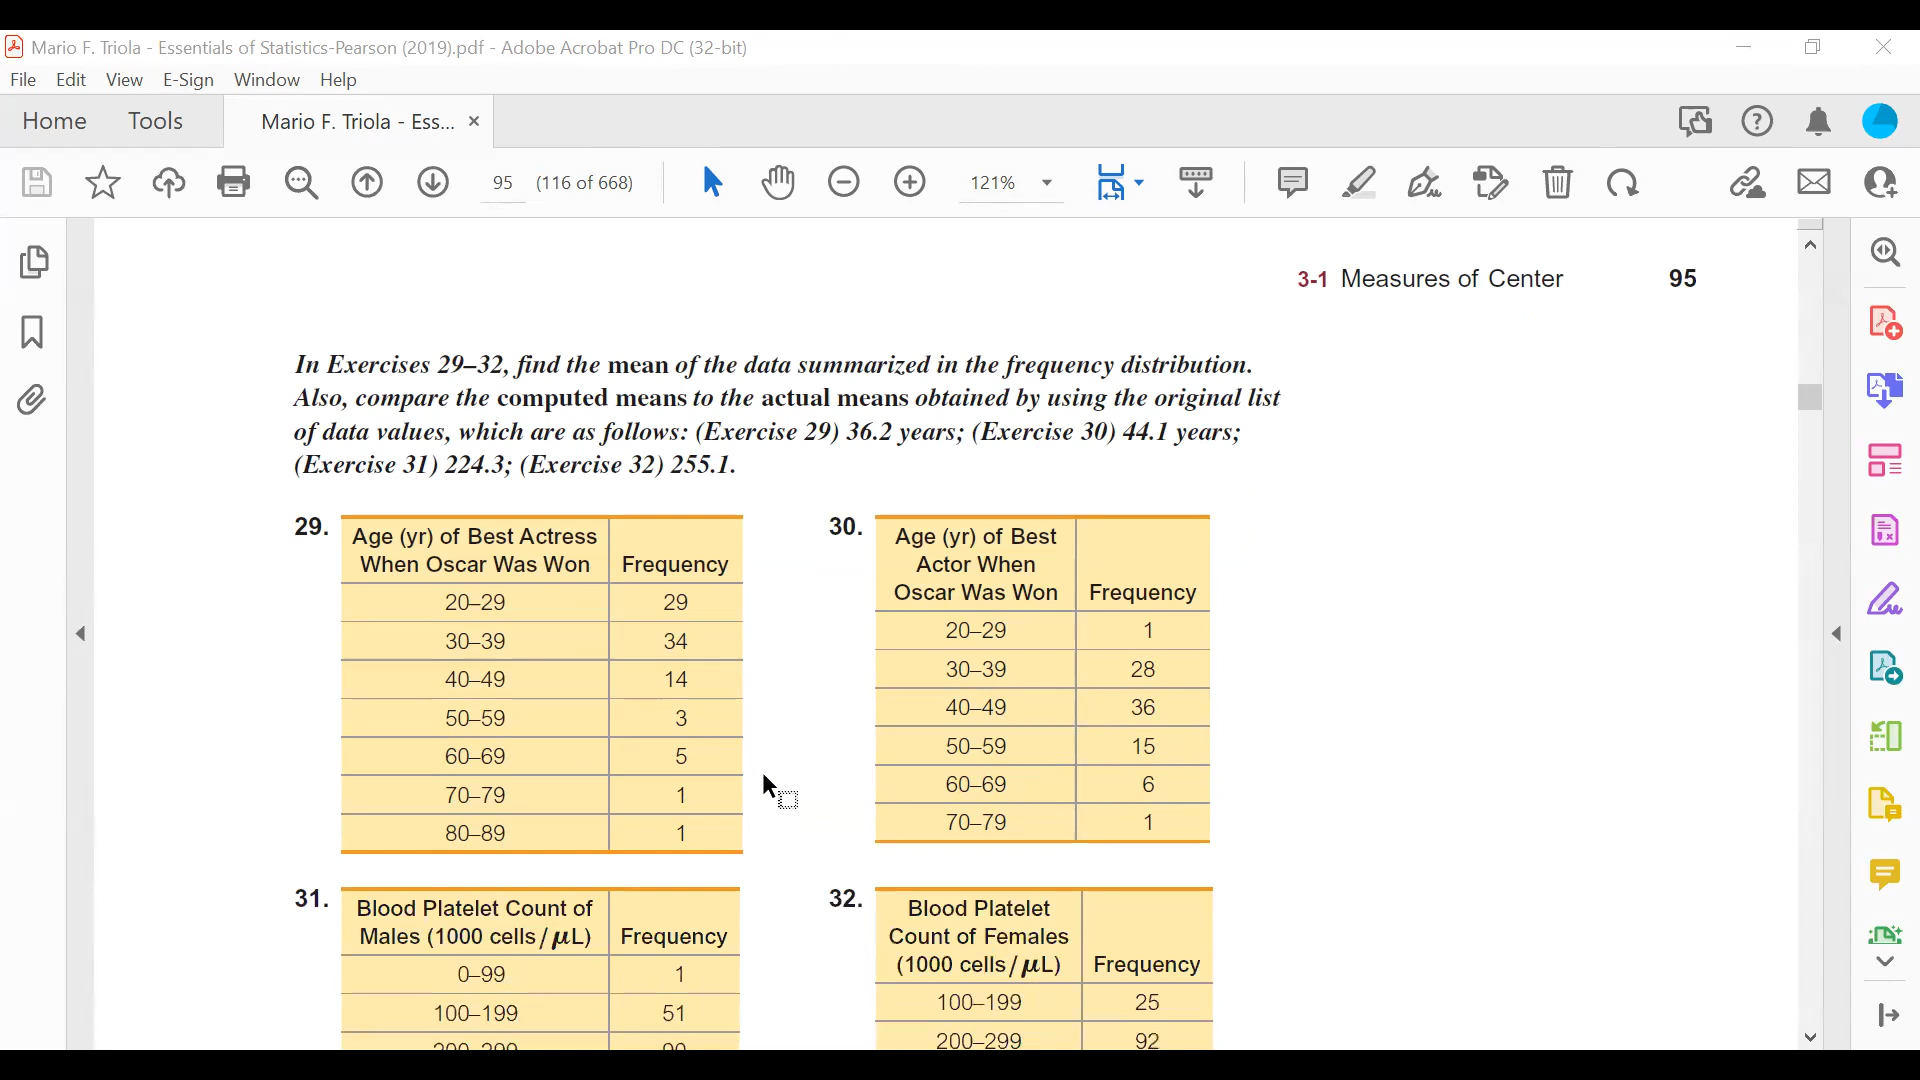 Mario F. Triola - Essentials of Statistics-Pearson (2019).pdf - Adobe Acrobat Pro DC (32-bit)
File Edit View E-Sign Window Help
Home Tools Mario F. Triola - Ess... ×
95 (116 of 668) 121%
3-1 Measures of Center 95
In Exercises 29–32, find the mean of the data summarized in the frequency distribution.
Also, compare the computed means to the actual means obtained by using the original list
of data values, which are as follows: (Exercise 29) 36.2 years; (Exercise 30) 44.1 years;
(Exercise 31) 224.3; (Exercise 32) 255.1.
29.
Age (yr) of Best Actress
When Oscar Was Won Frequency
20–29 29
30–39 34
40–49 14
50–59 3
60–69 5
70–79 1
80–89 1
30.
Age (yr) of Best
Actor When
Oscar Was Won Frequency
20–29 1
30–39 28
40–49 36
50–59 15
60–69 6
70–79 1
31.
Blood Platelet Count of
Males (1000 cells/μL) Frequency
0–99 1
100–199 51
200–299 90
32.
Blood Platelet
Count of Females
(1000 cells/μL) Frequency
100–199 25
200–299 92